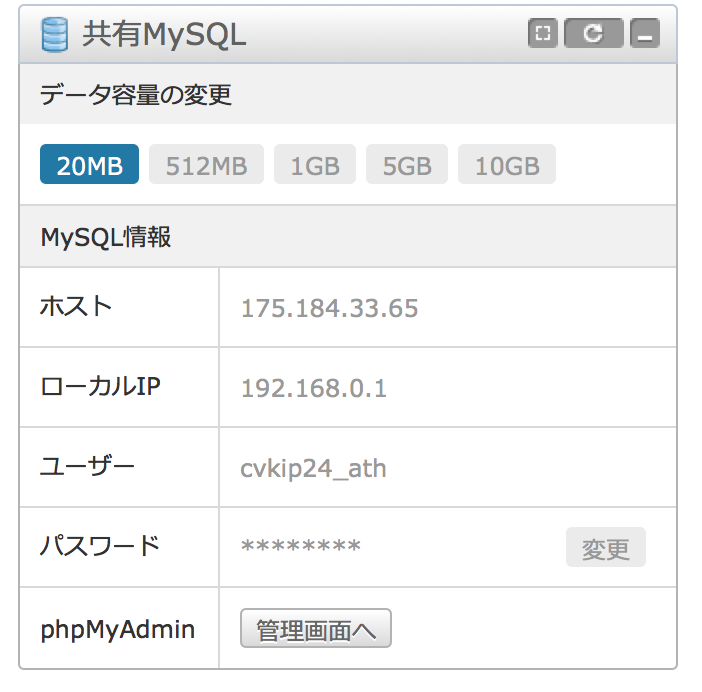 共有MySQL
データ容量の変更
20MB 512MB 1GB 5GB 10GB
MySQL情報
ホスト 175.184.33.65
ローカルIP 192.168.0.1
ユーザー cvkip24_ath
パスワード ******** 変更
phpMyAdmin 管理画面へ